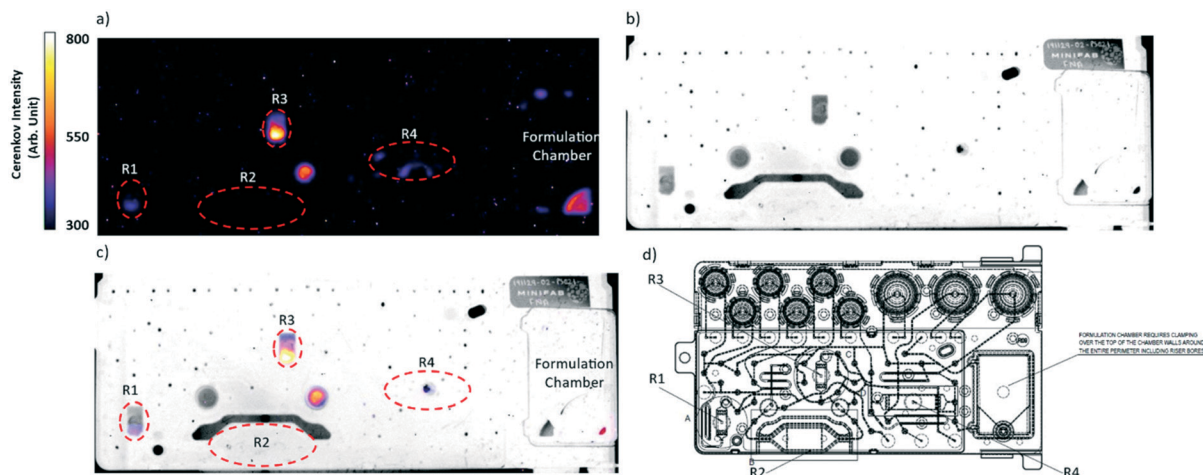 a)
Cerenkov Intensity
(Arb. Unit)
800
550
300
R1
R2
R3
R4
Formulation
Chamber
b)
MINIFAB
c)
MINIFAB
R1
R2
R3
R4
Formulation
Chamber
d)
R3
R1
A
R2
R4
FORMULATION CHAMBER REQUIRES CLAMPING
OVER THE TOP OF THE CHAMBER WALLS AROUND
THE ENTIRE PERIMETER INCLUDING RISER BORES